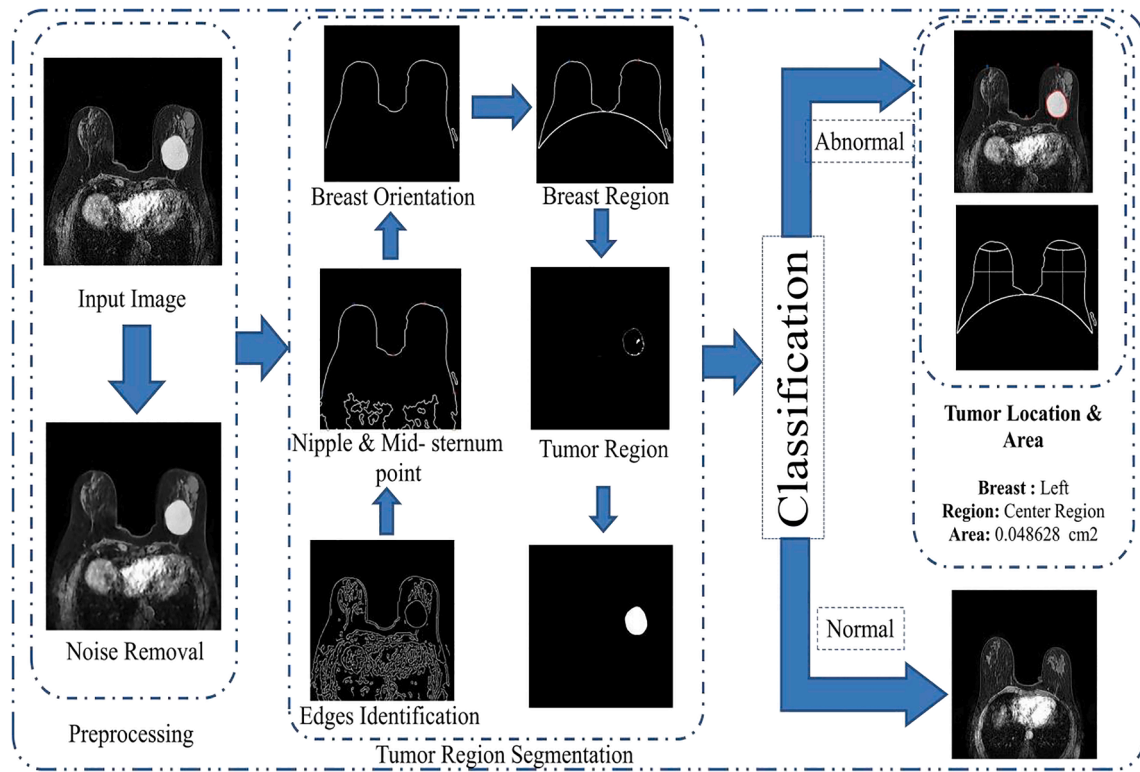 Input Image
Noise Removal
Preprocessing
Breast Orientation
Breast Region
Nipple & Mid- sternum
point
Tumor Region
Edges Identification
Tumor Region Segmentation
Classification
Abnormal
Normal
Tumor Location &
Area
Breast : Left
Region: Center Region
Area: 0.048628 cm2